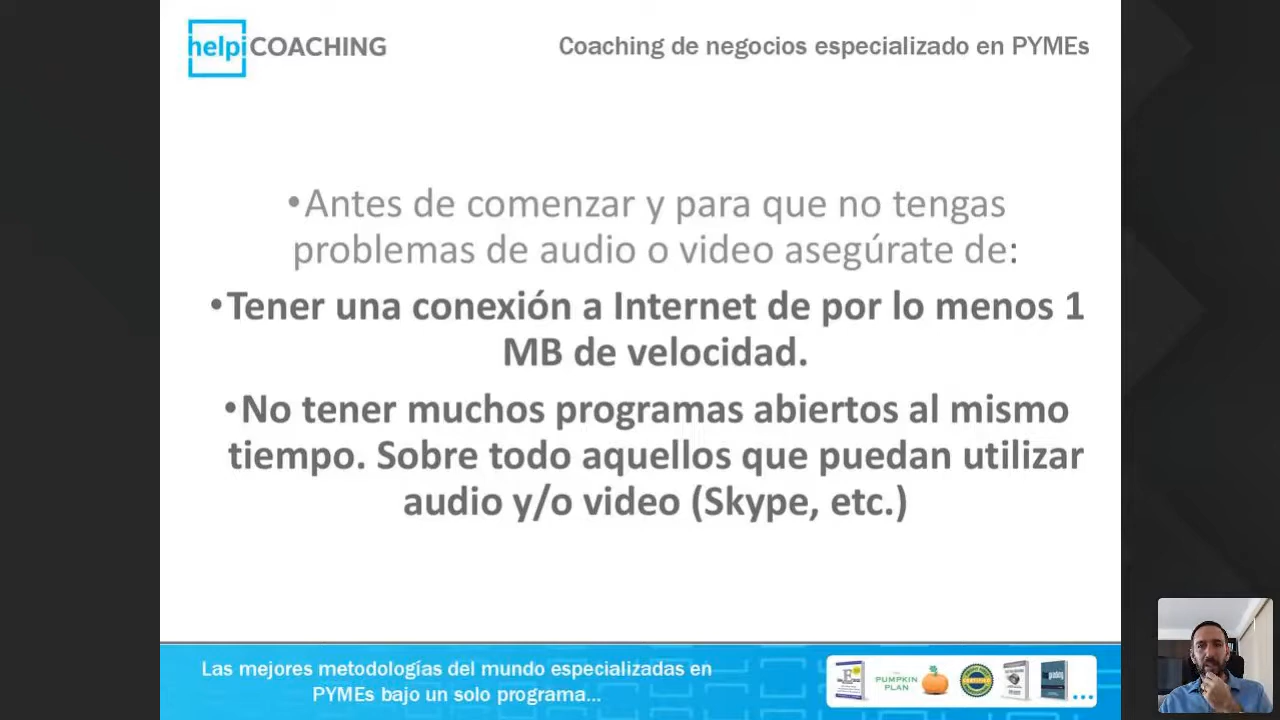 help COACHING
Coaching de negocios especializado en PYMEs
•Antes de comenzar y para que no tengas
problemas de audio o video asegúrate de:
•Tener una conexión a Internet de por lo menos 1
MB de velocidad.
•No tener muchos programas abiertos al mismo
tiempo. Sobre todo aquellos que puedan utilizar
audio y/o video (Skype, etc.)
Las mejores metodologías del mundo especializadas en
PYMEs bajo un solo programa...
PUMPKIN
PLAN
...